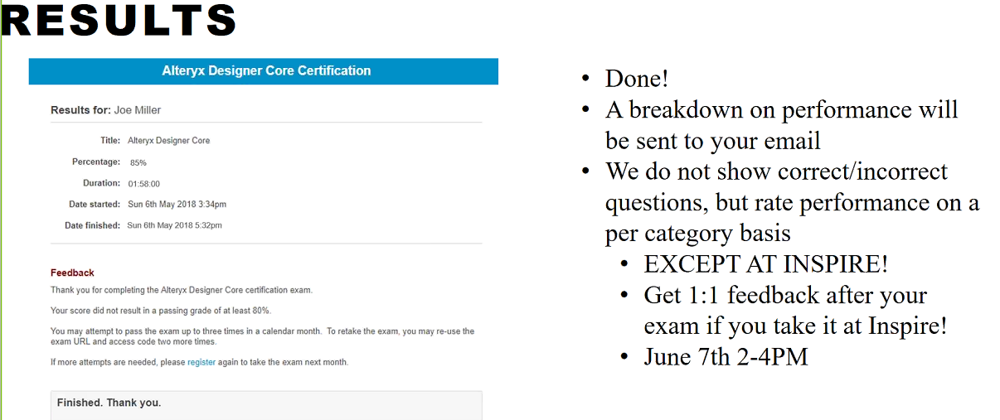 RESULTS
Alteryx Designer Core Certification
Results for: Joe Miller
Title: Alteryx Designer Core
Percentage: 85%
Duration: 01:58:00
Date started: Sun 6th May 2018 3:34pm
Date finished: Sun 6th May 2018 5:32pm
Feedback
Thank you for completing the Alteryx Designer Core certification exam.
Your score did not result in a passing grade of at least 80%.
You may attempt to pass the exam up to three times in a calendar month. To retake the exam, you may re-use the
exam URL and access code two more times.
If more attempts are needed, please register again to take the exam next month.
Finished. Thank you.
• Done!
• A breakdown on performance will
be sent to your email
• We do not show correct/incorrect
questions, but rate performance on a
per category basis
• EXCEPT AT INSPIRE!
• Get 1:1 feedback after your
exam if you take it at Inspire!
• June 7th 2-4PM